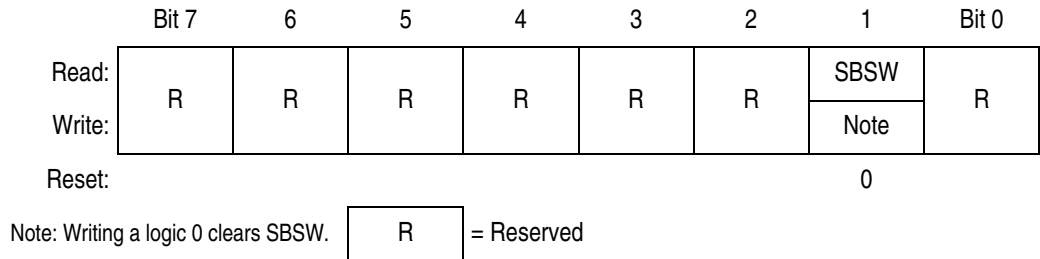 Bit 7 6 5 4 3 2 1 Bit 0
Read: R R R R R R SBSW R
Write: Note
Reset: 0
Note: Writing a logic 0 clears SBSW. R = Reserved